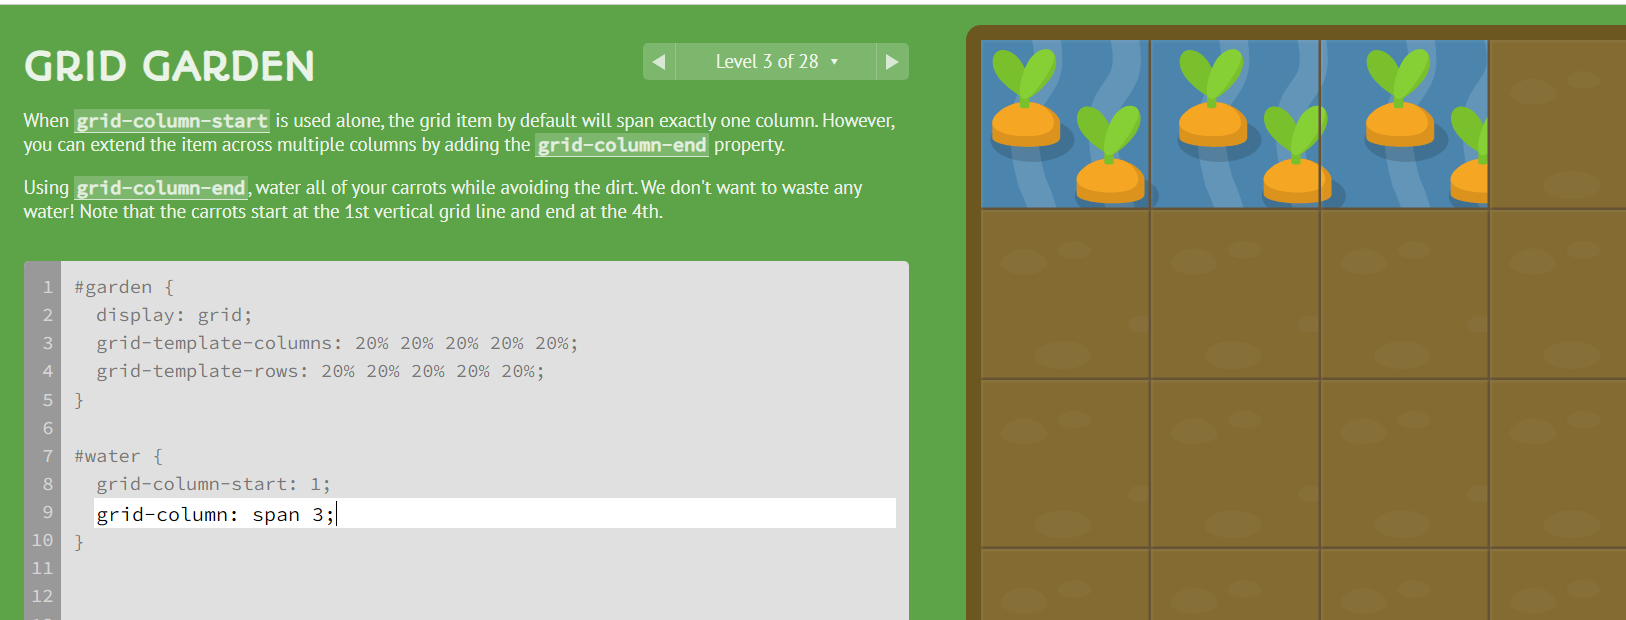 GRID GARDEN
Level 3 of 28
When grid-column-start is used alone, the grid item by default will span exactly one column. However,
you can extend the item across multiple columns by adding the grid-column-end property.
Using grid-column-end, water all of your carrots while avoiding the dirt. We don't want to waste any
water! Note that the carrots start at the 1st vertical grid line and end at the 4th.
1 #garden {
2 display: grid;
3 grid-template-columns: 20% 20% 20% 20% 20%;
4 grid-template-rows: 20% 20% 20% 20% 20%;
5 }
6
7 #water {
8 grid-column-start: 1;
9 grid-column: span 3;
10 }
11
12